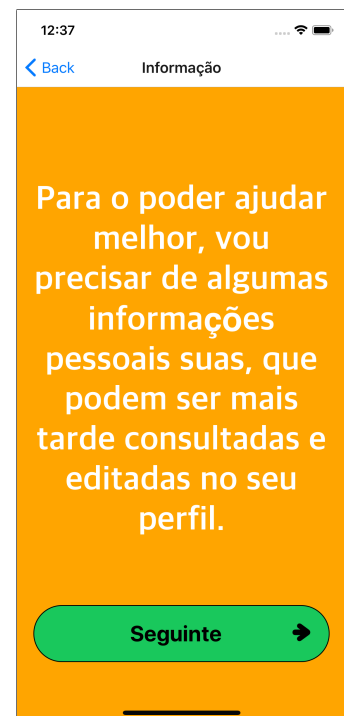 12:37
Back
Informação
Para o poder ajudar
melhor, vou
precisar de algumas
informações
pessoais suas, que
podem ser mais
tarde consultadas e
editadas no seu
perfil.
Seguinte